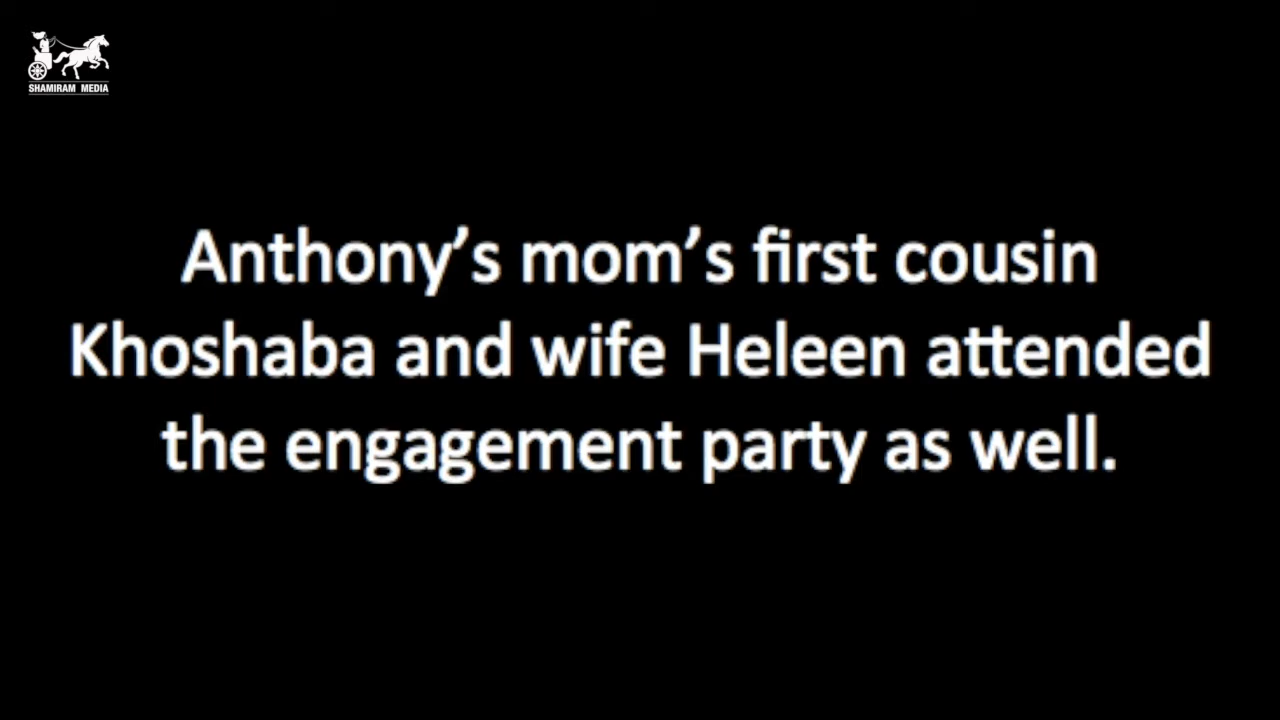 SHAMIRAM MEDIA
Anthony’s mom’s first cousin
Khoshaba and wife Heleen attended
the engagement party as well.